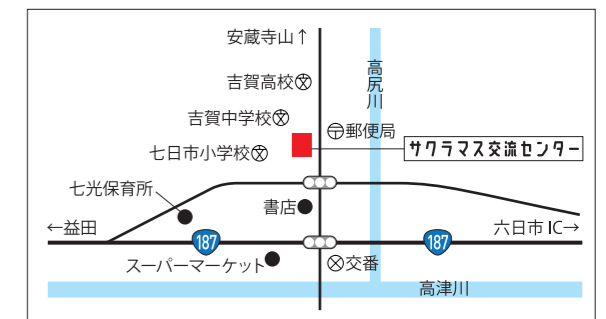 安蔵寺山↑
吉賀高校
高尻川
吉賀中学校
郵便局
七日市小学校
サクラマス交流センター
七光保育所
書店
←益田
187
187
六日市IC→
スーパーマーケット
交番
高津川